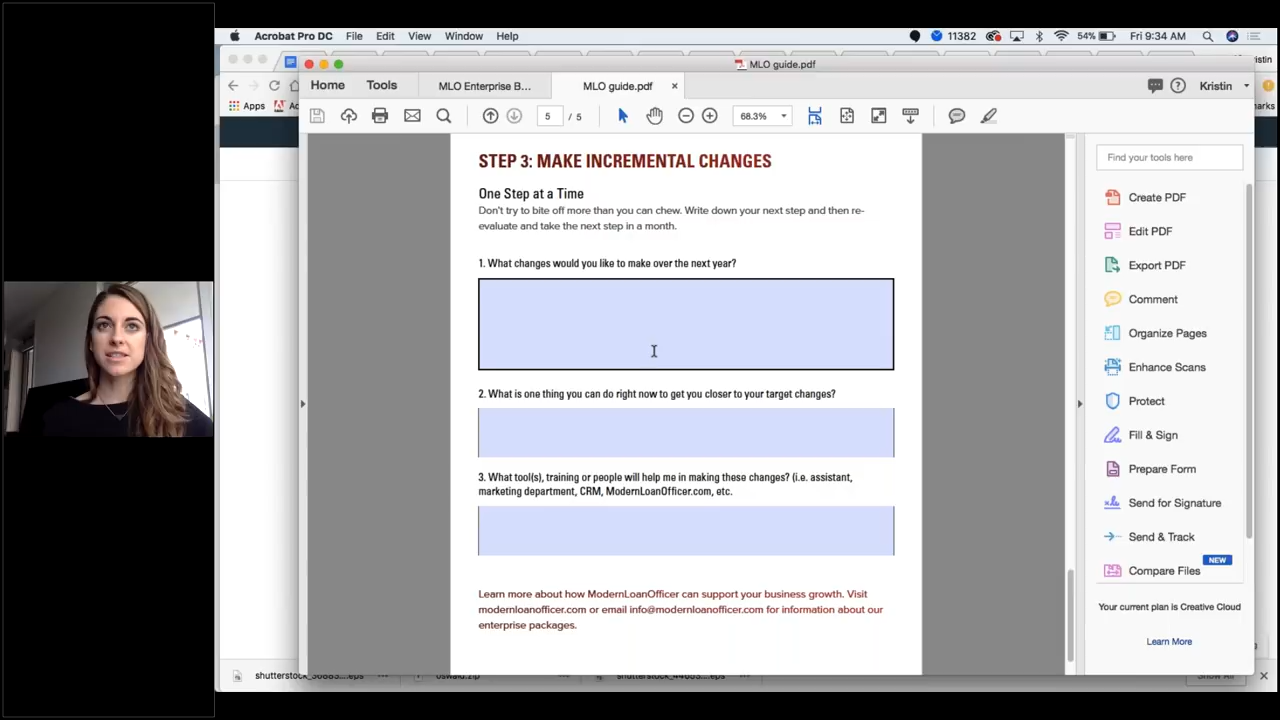 Acrobat Pro DC File Edit View Window Help
11382 54% Fri 9:34 AM
MLO guide.pdf
Home Tools MLO Enterprise B... MLO guide.pdf × Kristin
5 / 5 68.3%
Apps
STEP 3: MAKE INCREMENTAL CHANGES
One Step at a Time
Don't try to bite off more than you can chew. Write down your next step and then re-
evaluate and take the next step in a month.
1. What changes would you like to make over the next year?
2. What is one thing you can do right now to get you closer to your target changes?
3. What tool(s), training or people will help me in making these changes? (i.e. assistant,
marketing department, CRM, ModernLoanOfficer.com, etc.
Learn more about how ModernLoanOfficer can support your business growth. Visit
modernloanofficer.com or email info@modernloanofficer.com for information about our
enterprise packages.
Find your tools here
Create PDF
Edit PDF
Export PDF
Comment
Organize Pages
Enhance Scans
Protect
Fill & Sign
Prepare Form
Send for Signature
Send & Track
NEW
Compare Files
Your current plan is Creative Cloud
Learn More